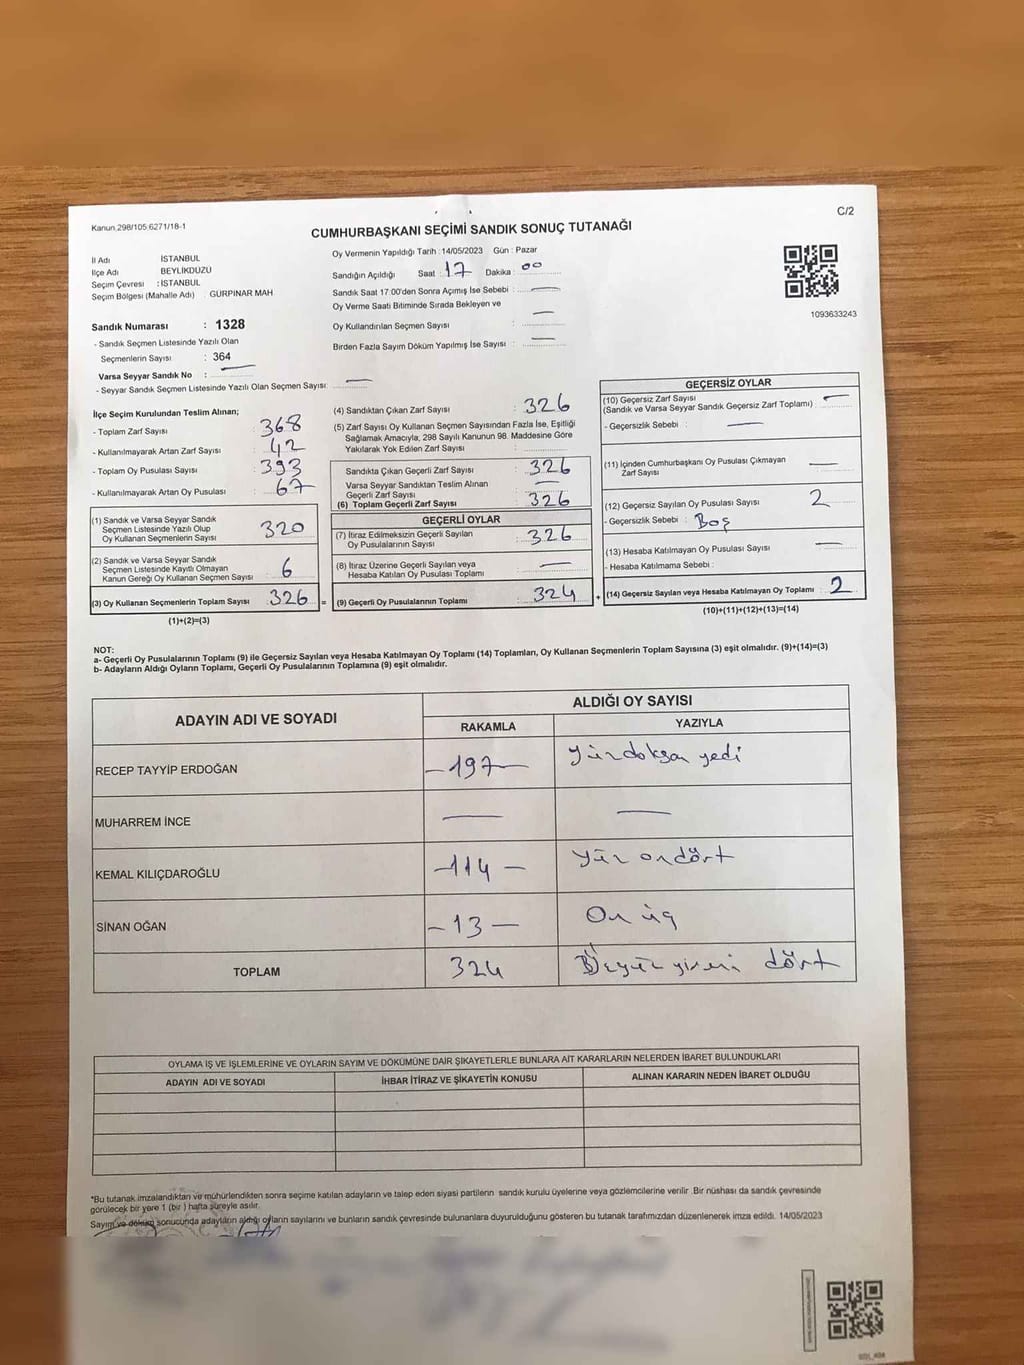 C/2
Kanun,298/105,6271/18-1
CUMHURBAŞKANI SEÇİMİ SANDIK SONUÇ TUTANAĞI
İl Adı İSTANBUL
İlçe Adı BEYLİKDÜZÜ
Seçim Çevresi : İSTANBUL
Seçim Bölgesi (Mahalle Adı) : GÜRPINAR MAH
Sandık Numarası : 1328
- Sandık Seçmen Listesinde Yazılı Olan
Seçmenlerin Sayısı : 364
Varsa Seyyar Sandık No : —
- Seyyar Sandık Seçmen Listesinde Yazılı Olan Seçmen Sayısı: —
Oy Vermenin Yapıldığı Tarih :14/05/2023 Gün : Pazar
Sandığın Açıldığı Saat : 17 Dakika : 00
Sandık Saat 17:00'den Sonra Açımış İse Sebebi : —
Oy Verme Saati Bitiminde Sırada Bekleyen ve
Oy Kullandırılan Seçmen Sayısı : —
Birden Fazla Sayım Döküm Yapılmış İse Sayısı : —
1093633243
İlçe Seçim Kurulundan Teslim Alınan;
- Toplam Zarf Sayısı : 368
- Kullanılmayarak Artan Zarf Sayısı : 42
- Toplam Oy Pusulası Sayısı : 393
- Kullanılmayarak Artan Oy Pusulası : 67
(1) Sandık ve Varsa Seyyar Sandık
Seçmen Listesinde Yazılı Olup
Oy Kullanan Seçmenlerin Sayısı 320
(2) Sandık ve Varsa Seyyar Sandık
Seçmen Listesinde Kayıtlı Olmayan
Kanun Gereği Oy Kullanan Seçmen Sayısı 6
(3) Oy Kullanan Seçmenlerin Toplam Sayısı 326 =
(1)+(2)=(3)
(4) Sandıktan Çıkan Zarf Sayısı : 326
(5) Zarf Sayısı Oy Kullanan Seçmen Sayısından Fazla İse, Eşitliği
Sağlamak Amacıyla, 298 Sayılı Kanunun 98. Maddesine Göre
Yakılarak Yok Edilen Zarf Sayısı :
Sandıkta Çıkan Geçerli Zarf Sayısı : 326
Varsa Seyyar Sandıktan Teslim Alınan
Geçerli Zarf Sayısı —
(6) Toplam Geçerli Zarf Sayısı : 326
GEÇERLİ OYLAR
(7) İtiraz Edilmeksizin Geçerli Sayılan
Oy Pusulalarının Sayısı : 326
(8) İtiraz Üzerine Geçerli Sayılan veya
Hesaba Katılan Oy Pusulası Toplamı : —
(9) Geçerli Oy Pusulalarının Toplamı : 324 +
GEÇERSİZ OYLAR
(10) Geçersiz Zarf Sayısı
(Sandık ve Varsa Seyyar Sandık Geçersiz Zarf Toplamı) : —
- Geçersizlik Sebebi : —
(11) İçinden Cumhurbaşkanı Oy Pusulası Çıkmayan
Zarf Sayısı : —
(12) Geçersiz Sayılan Oy Pusulası Sayısı : 2
- Geçersizlik Sebebi : Boş
(13) Hesaba Katılmayan Oy Pusulası Sayısı : —
- Hesaba Katılmama Sebebi :
(14) Geçersiz Sayılan veya Hesaba Katılmayan Oy Toplamı : 2
(10)+(11)+(12)+(13)=(14)
NOT:
a- Geçerli Oy Pusulalarının Toplamı (9) ile Geçersiz Sayılan veya Hesaba Katılmayan Oy Toplamı (14) Toplamları, Oy Kullanan Seçmenlerin Toplam Sayısına (3) eşit olmalıdır. (9)+(14)=(3)
b- Adayların Aldığı Oyların Toplamı, Geçerli Oy Pusulalarının Toplamına (9) eşit olmalıdır.
ADAYIN ADI VE SOYADI ALDIĞI OY SAYISI
RAKAMLA YAZIYLA
RECEP TAYYİP ERDOĞAN —197— Yüzdoksan yedi
MUHARREM İNCE — —
KEMAL KILIÇDAROĞLU —114— Yüz ondört
SİNAN OĞAN —13— On üç
TOPLAM 324 Üçyüz yirmi dört
OYLAMA İŞ VE İŞLEMLERİNE VE OYLARIN SAYIM VE DÖKÜMÜNE DAİR ŞİKAYETLERLE BUNLARA AİT KARARLARIN NELERDEN İBARET BULUNDUKLARI
ADAYIN ADI VE SOYADI İHBAR İTİRAZ VE ŞİKAYETİN KONUSU ALINAN KARARIN NEDEN İBARET OLDUĞU
*Bu tutanak imzalandıktan ve mühürlendikten sonra seçime katılan adayların ve talep eden siyasi partilerin sandık kurulu üyelerine veya gözlemcilerine verilir .Bir nüshası da sandık çevresinde
görülecek bir yere 1 (bir ) hafta süreyle asılır.
Sayım ve döküm sonucunda adayların aldığı oyların sayılarını ve bunların sandık çevresinde bulunanlara duyurulduğunu gösteren bu tutanak tarafımızdan düzenlenerek imza edildi. 14/05/2023